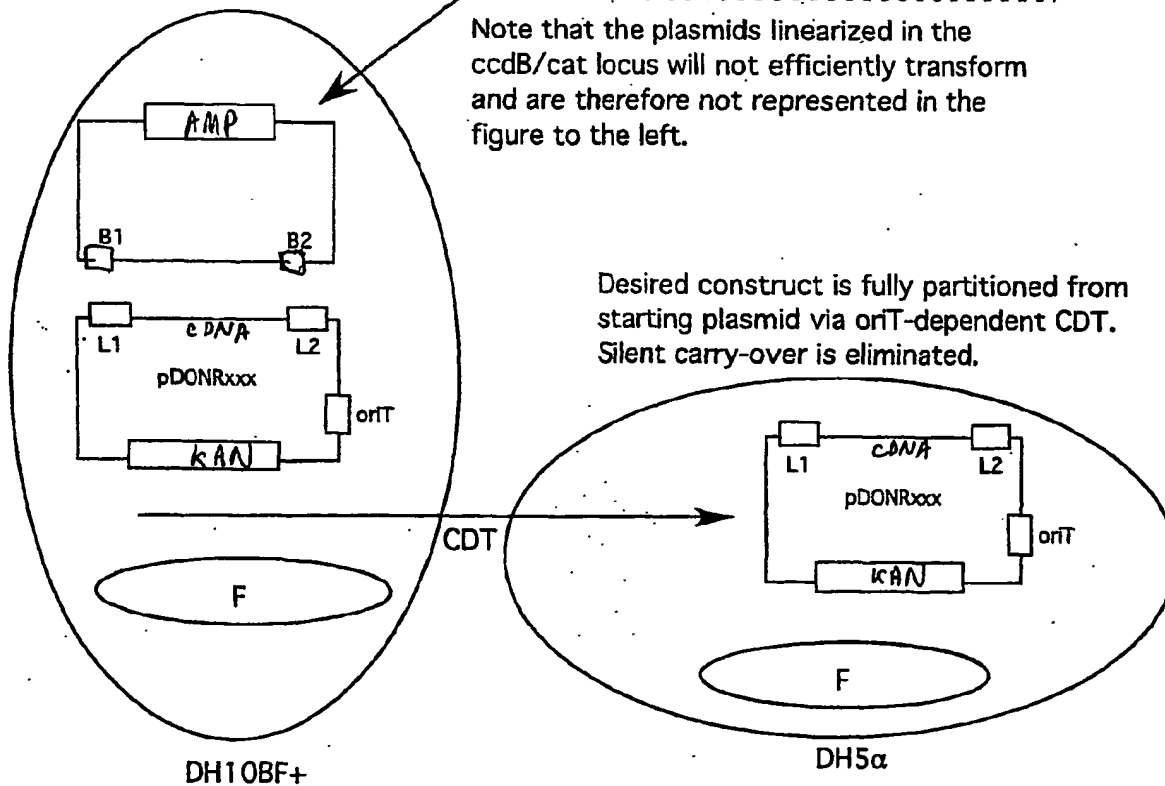 Note that the plasmids linearized in the
ccdB/cat locus will not efficiently transform
and are therefore not represented in the
figure to the left.
AMP
B1 B2
Desired construct is fully partitioned from
starting plasmid via oriT-dependent CDT.
Silent carry-over is eliminated.
L1 cDNA L2
pDONRxxx
oriT
KAN
L1 cDNA L2
pDONRxxx
oriT
KAN
CDT
F
F
DH10BF+
DH5α